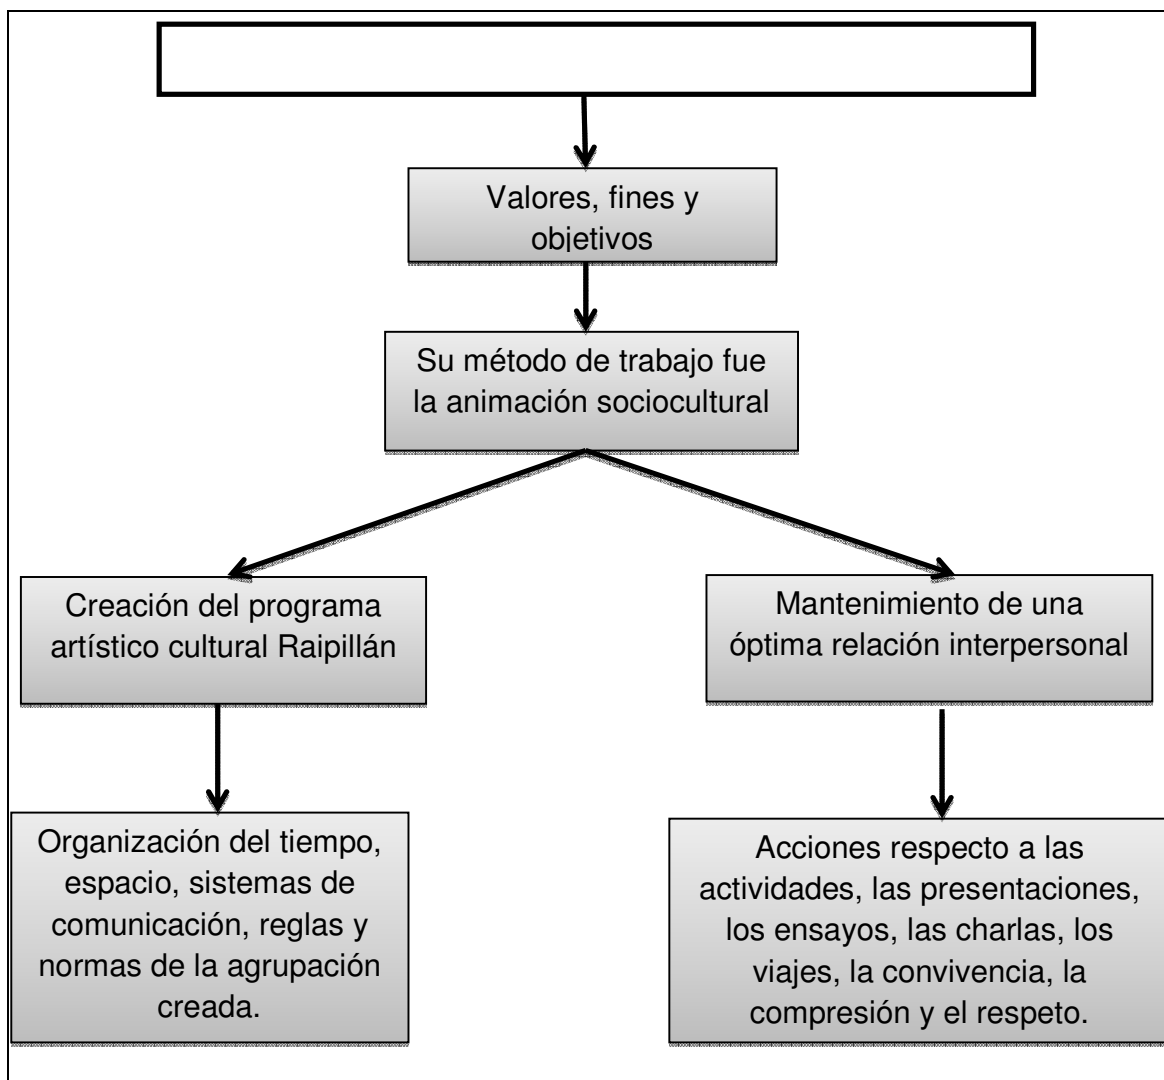 Valores, fines y
objetivos
Su método de trabajo fue
la animación sociocultural
Creación del programa
artístico cultural Raipillán
Mantenimiento de una
óptima relación interpersonal
Organización del tiempo,
espacio, sistemas de
comunicación, reglas y
normas de la agrupación
creada.
Acciones respecto a las
actividades, las presentaciones,
los ensayos, las charlas, los
viajes, la convivencia, la
compresión y el respeto.